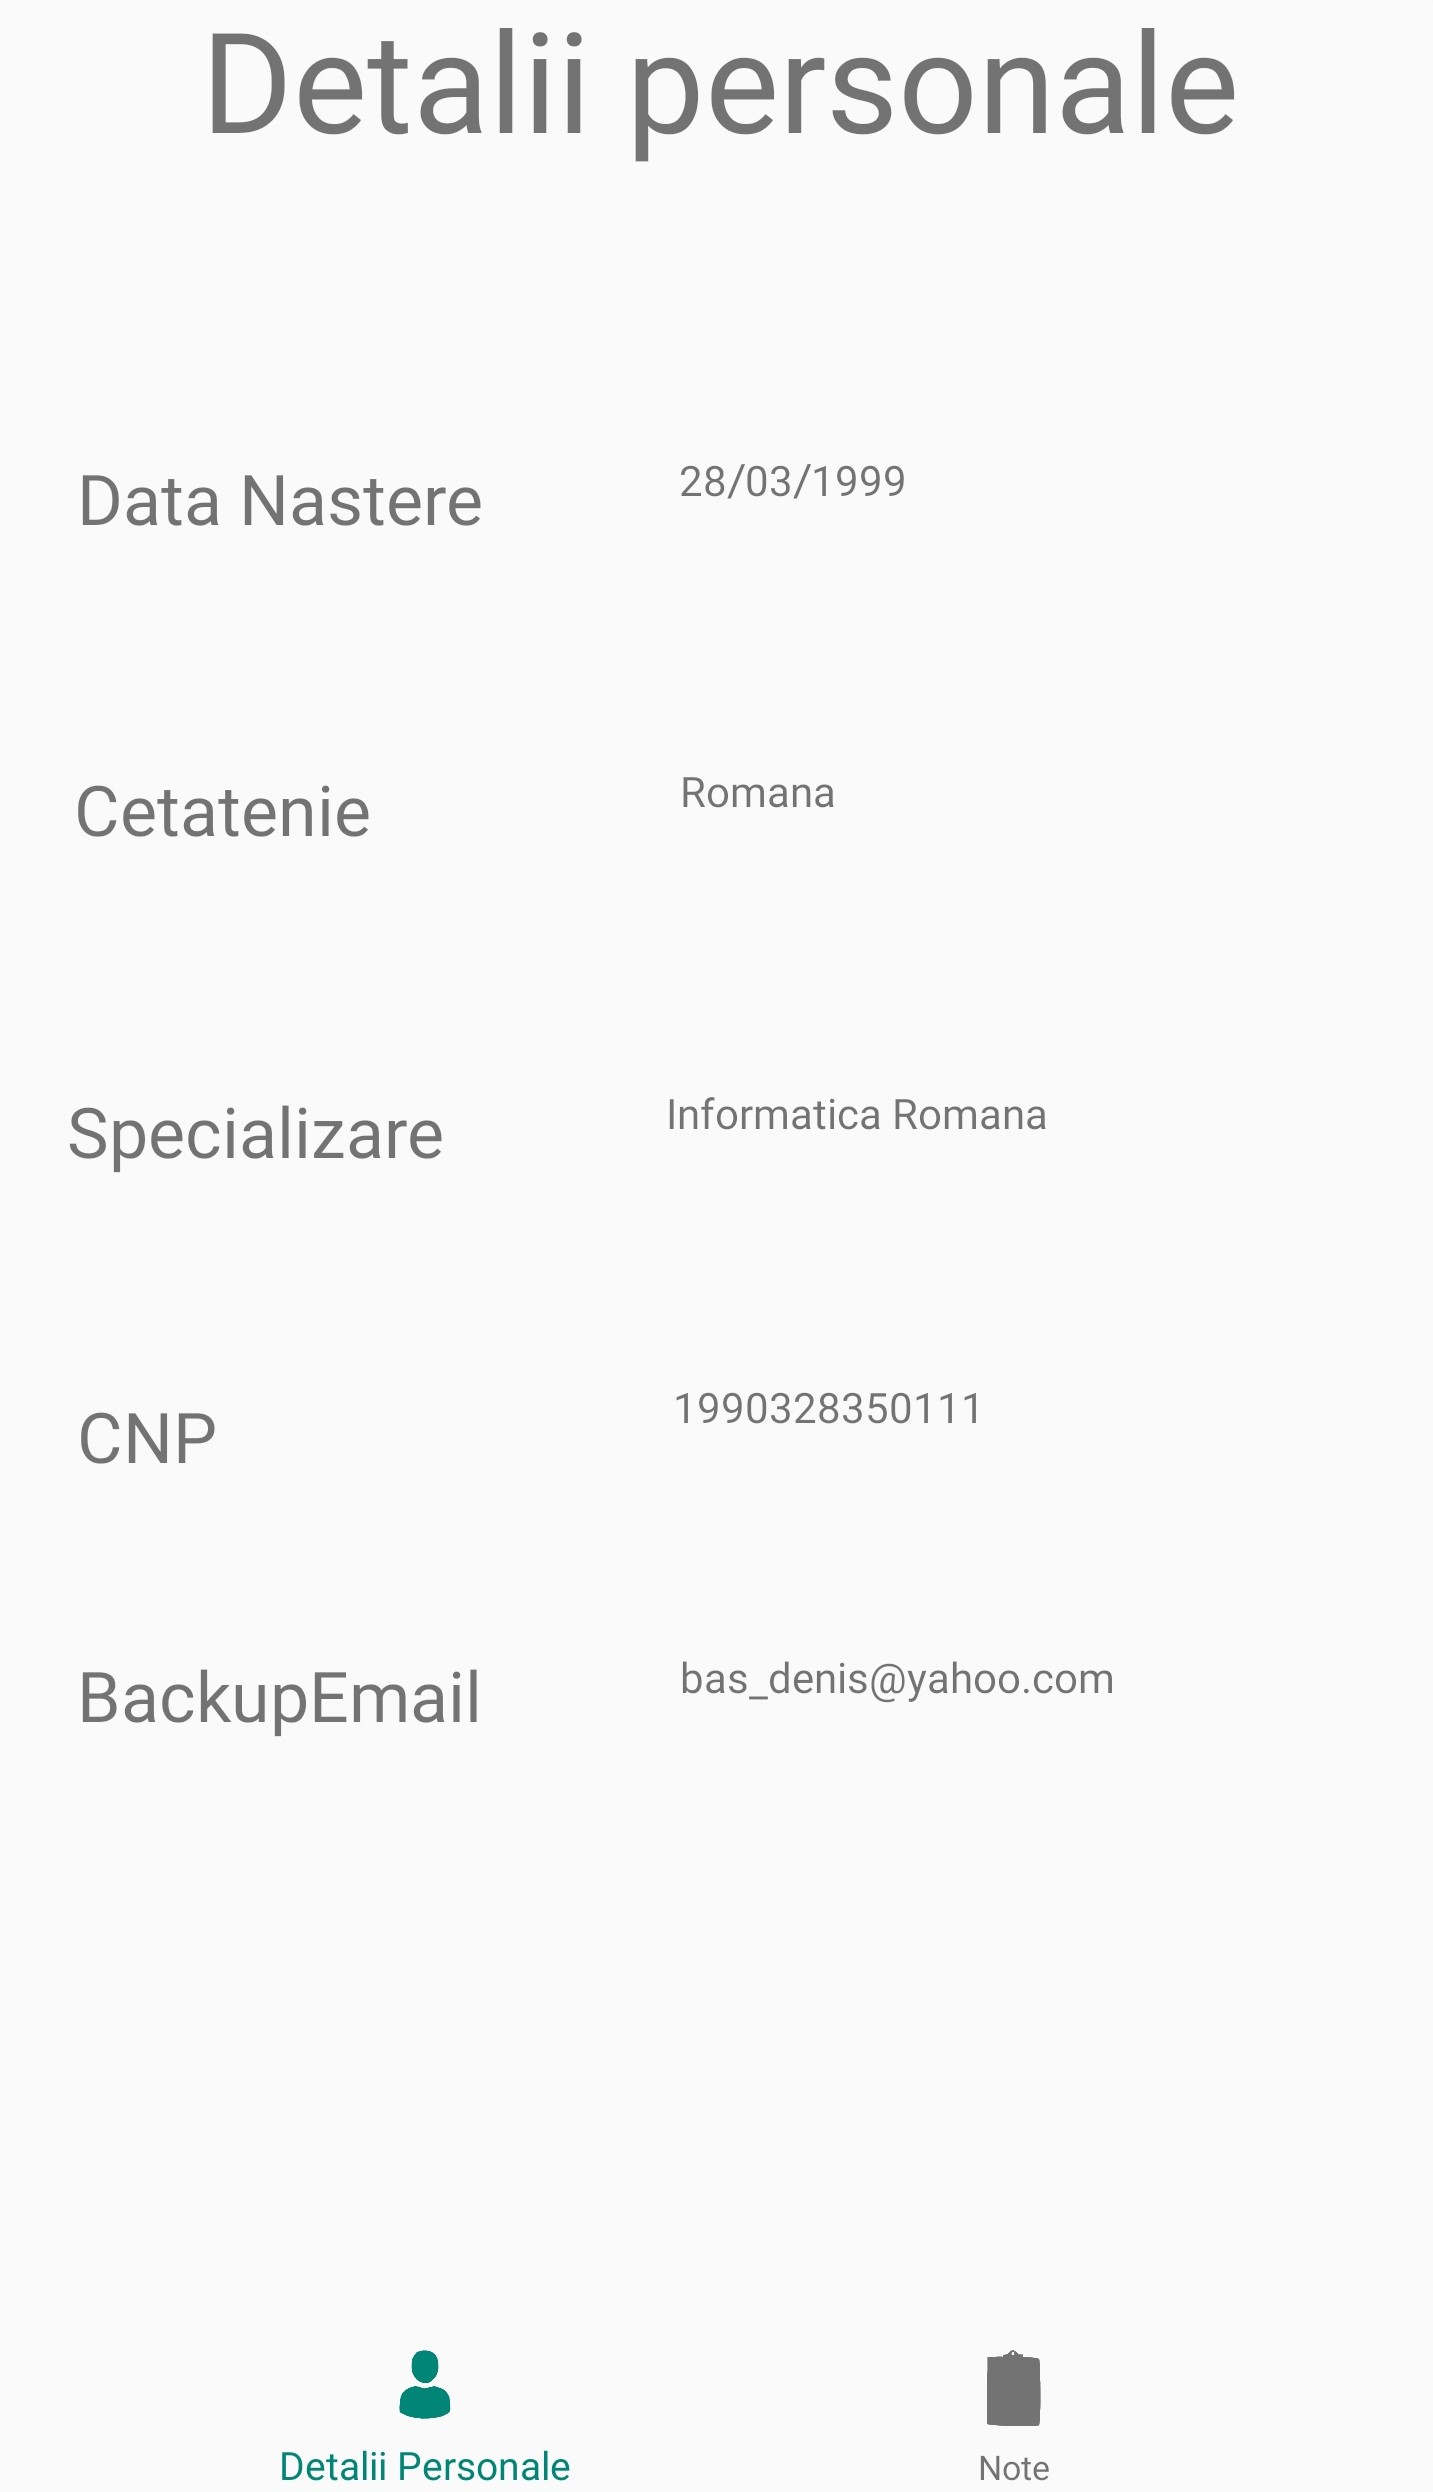 Detalii personale
Data Nastere 28/03/1999
Cetatenie Romana
Specializare Informatica Romana
CNP 1990328350111
BackupEmail bas_denis@yahoo.com
Detalii Personale Note